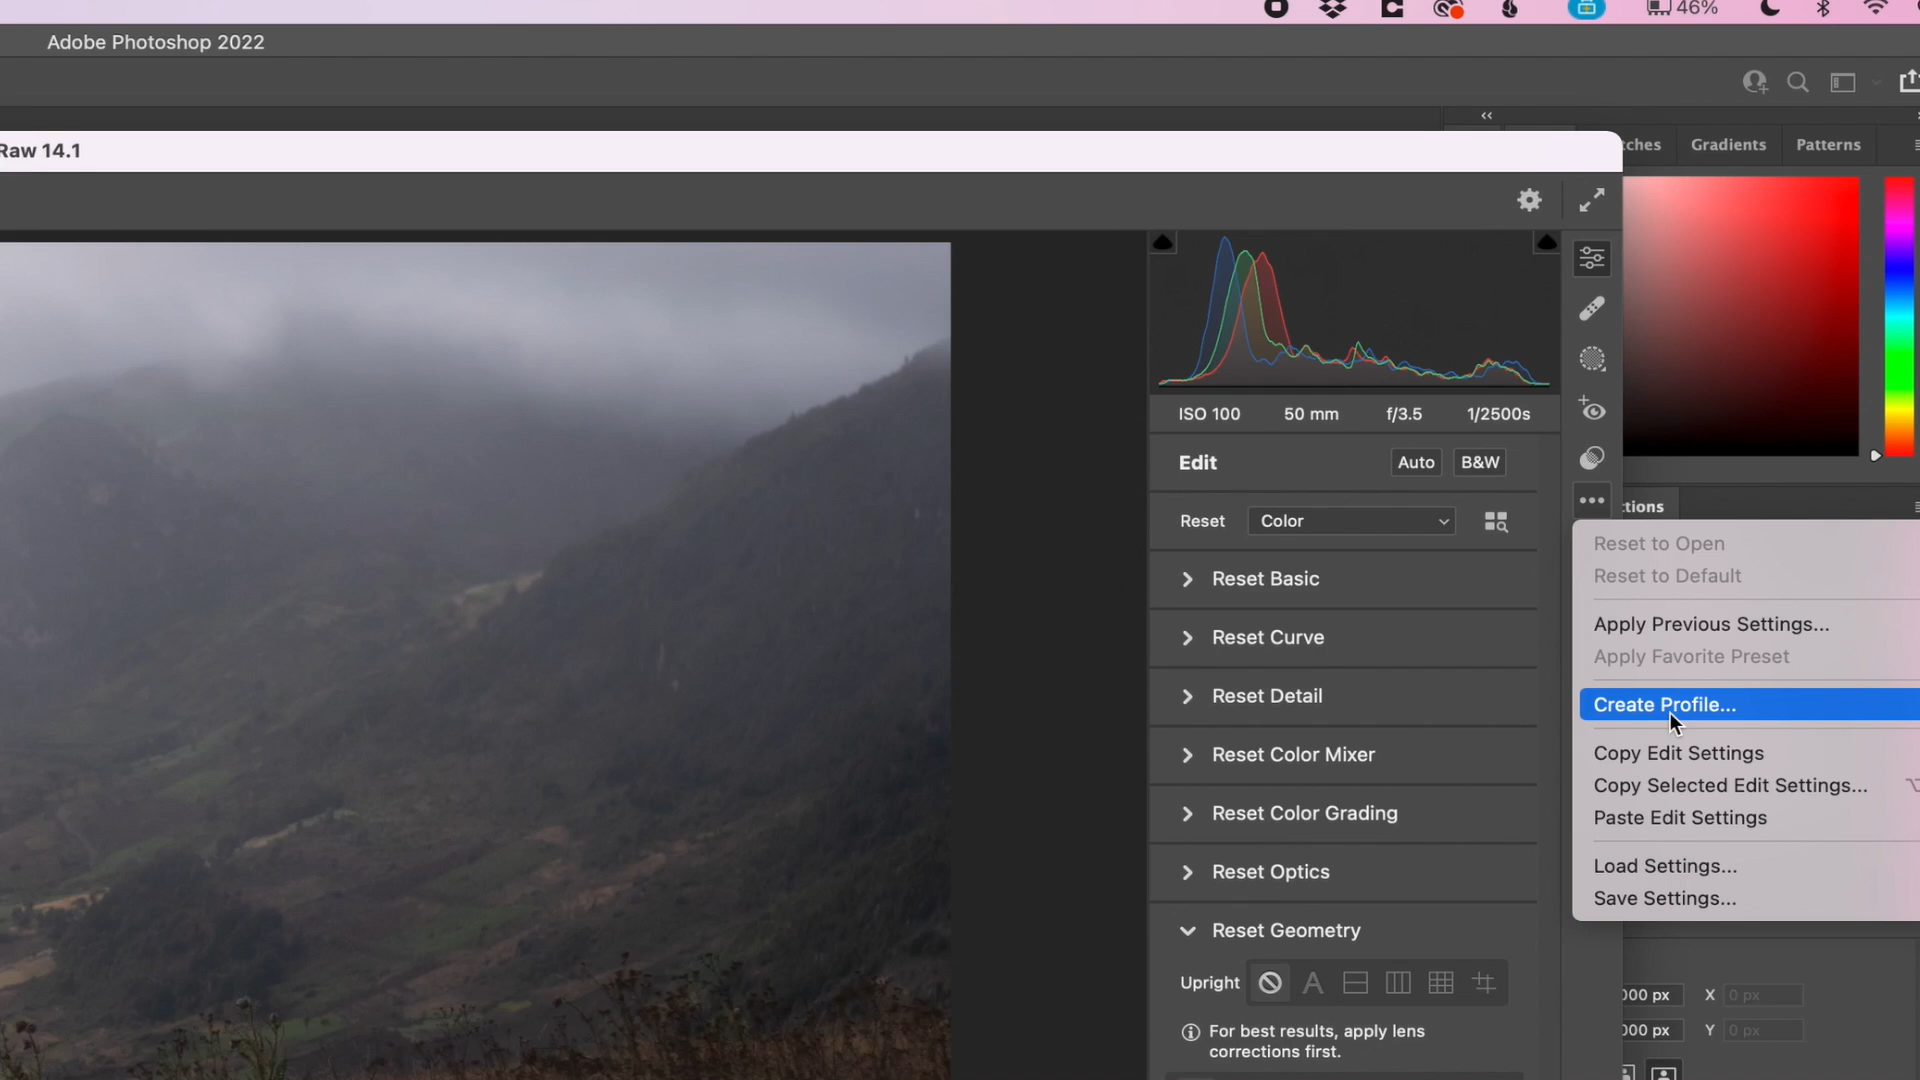 46%
Adobe Photoshop 2022
Raw 14.1
ches
Gradients
Patterns
ISO 100
50 mm
f/3.5
1/2500s
Edit
Auto
B&W
Reset
Color
Reset Basic
Reset Curve
Reset Detail
Reset Color Mixer
Reset Color Grading
Reset Optics
Reset Geometry
Upright
A
For best results, apply lens
corrections first.
tions
Reset to Open
Reset to Default
Apply Previous Settings...
Apply Favorite Preset
Create Profile...
Copy Edit Settings
Copy Selected Edit Settings...
Paste Edit Settings
Load Settings...
Save Settings...
000 px
X
0 px
000 px
Y
0 px